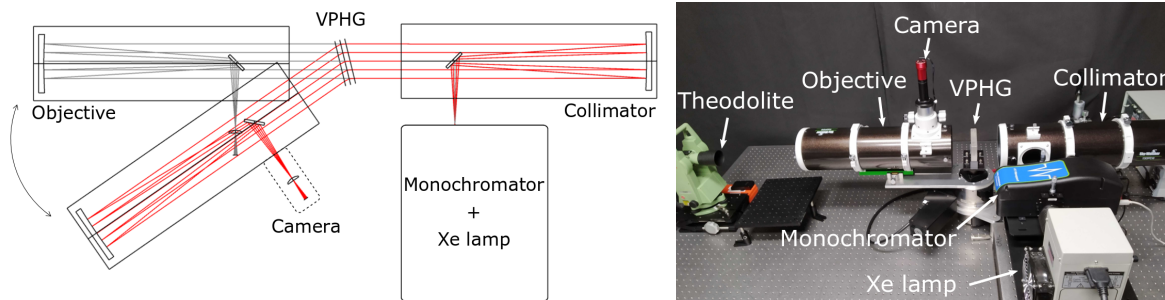 VPHG
Objective
Collimator
Camera
Monochromator
+
Xe lamp
Camera
Objective
VPHG
Collimator
Theodolite
Monochromator
Xe lamp